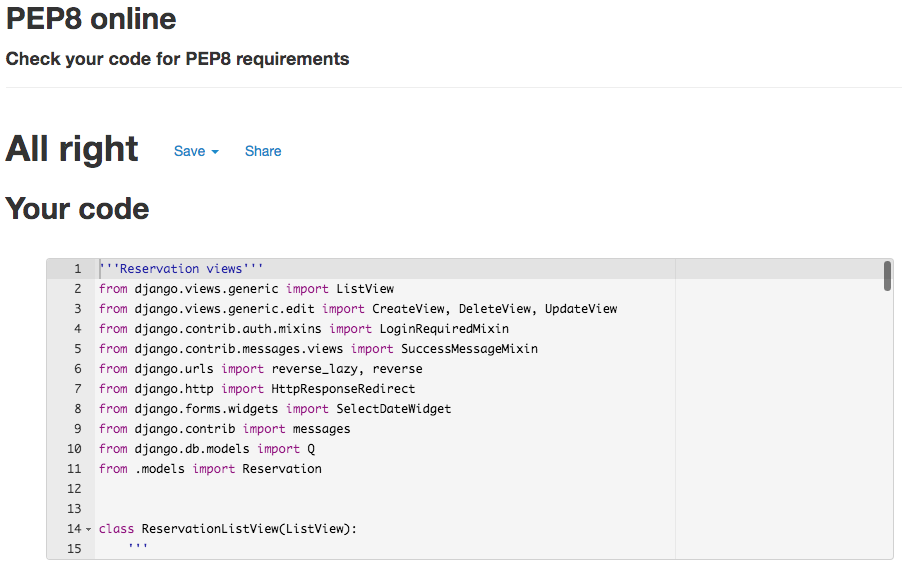 PEP8 online
Check your code for PEP8 requirements
All right Save Share
Your code
1 '''Reservation views'''
2 from django.views.generic import ListView
3 from django.views.generic.edit import CreateView, DeleteView, UpdateView
4 from django.contrib.auth.mixins import LoginRequiredMixin
5 from django.contrib.messages.views import SuccessMessageMixin
6 from django.urls import reverse_lazy, reverse
7 from django.http import HttpResponseRedirect
8 from django.forms.widgets import SelectDateWidget
9 from django.contrib import messages
10 from django.db.models import Q
11 from .models import Reservation
12
13
14 class ReservationListView(ListView):
15     '''